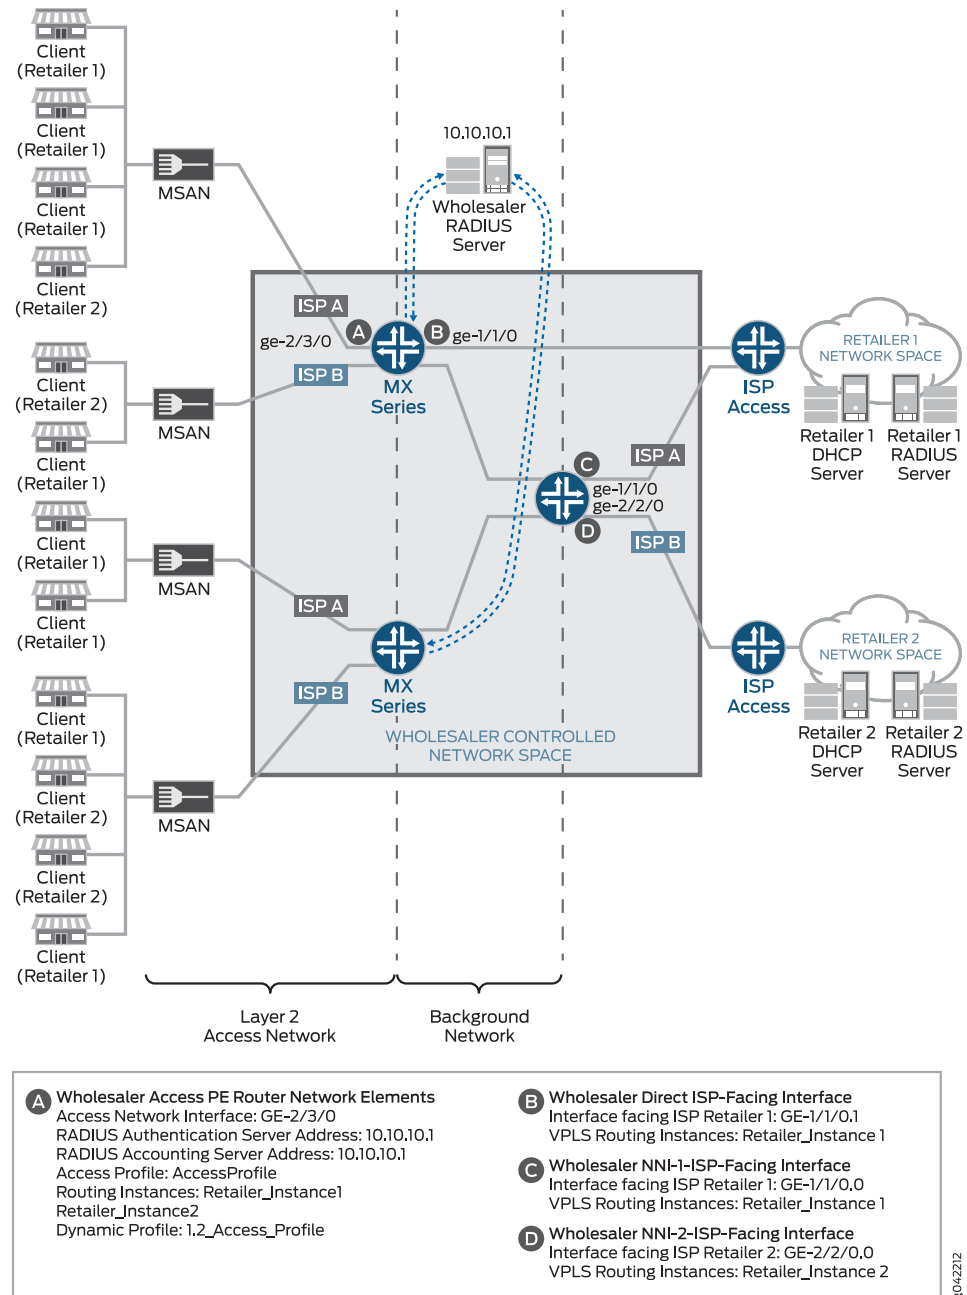 Client
(Retailer 1)
Client
(Retailer 1)
Client
(Retailer 1)
Client
(Retailer 2)
MSAN
10.10.10.1
Wholesaler
RADIUS
Server
ISP A
A
B
ge-2/3/0
ge-1/1/0
ISP B
MX
Series
ISP
Access
RETAILER 1
NETWORK SPACE
Retailer 1
DHCP
Server
Retailer 1
RADIUS
Server
Client
(Retailer 2)
Client
(Retailer 1)
MSAN
C
ISP A
ge-1/1/0
ge-2/2/0
D
ISP B
Client
(Retailer 1)
Client
(Retailer 1)
MSAN
ISP A
ISP B
MX
Series
ISP
Access
RETAILER 2
NETWORK SPACE
Retailer 2
DHCP
Server
Retailer 2
RADIUS
Server
WHOLESALER CONTROLLED
NETWORK SPACE
Client
(Retailer 1)
Client
(Retailer 2)
Client
(Retailer 2)
Client
(Retailer 1)
MSAN
Layer 2
Access Network
Background
Network
A Wholesaler Access PE Router Network Elements
Access Network Interface: GE-2/3/0
RADIUS Authentication Server Address: 10.10.10.1
RADIUS Accounting Server Address: 10.10.10.1
Access Profile: AccessProfile
Routing Instances: Retailer_Instance1
Retailer_Instance2
Dynamic Profile: 1.2_Access_Profile
B Wholesaler Direct ISP-Facing Interface
Interface facing ISP Retailer 1: GE-1/1/0.1
VPLS Routing Instances: Retailer_Instance 1
C Wholesaler NNI-1-ISP-Facing Interface
Interface facing ISP Retailer 1: GE-1/1/0.0
VPLS Routing Instances: Retailer_Instance 1
D Wholesaler NNI-2-ISP-Facing Interface
Interface facing ISP Retailer 2: GE-2/2/0.0
VPLS Routing Instances: Retailer_Instance 2